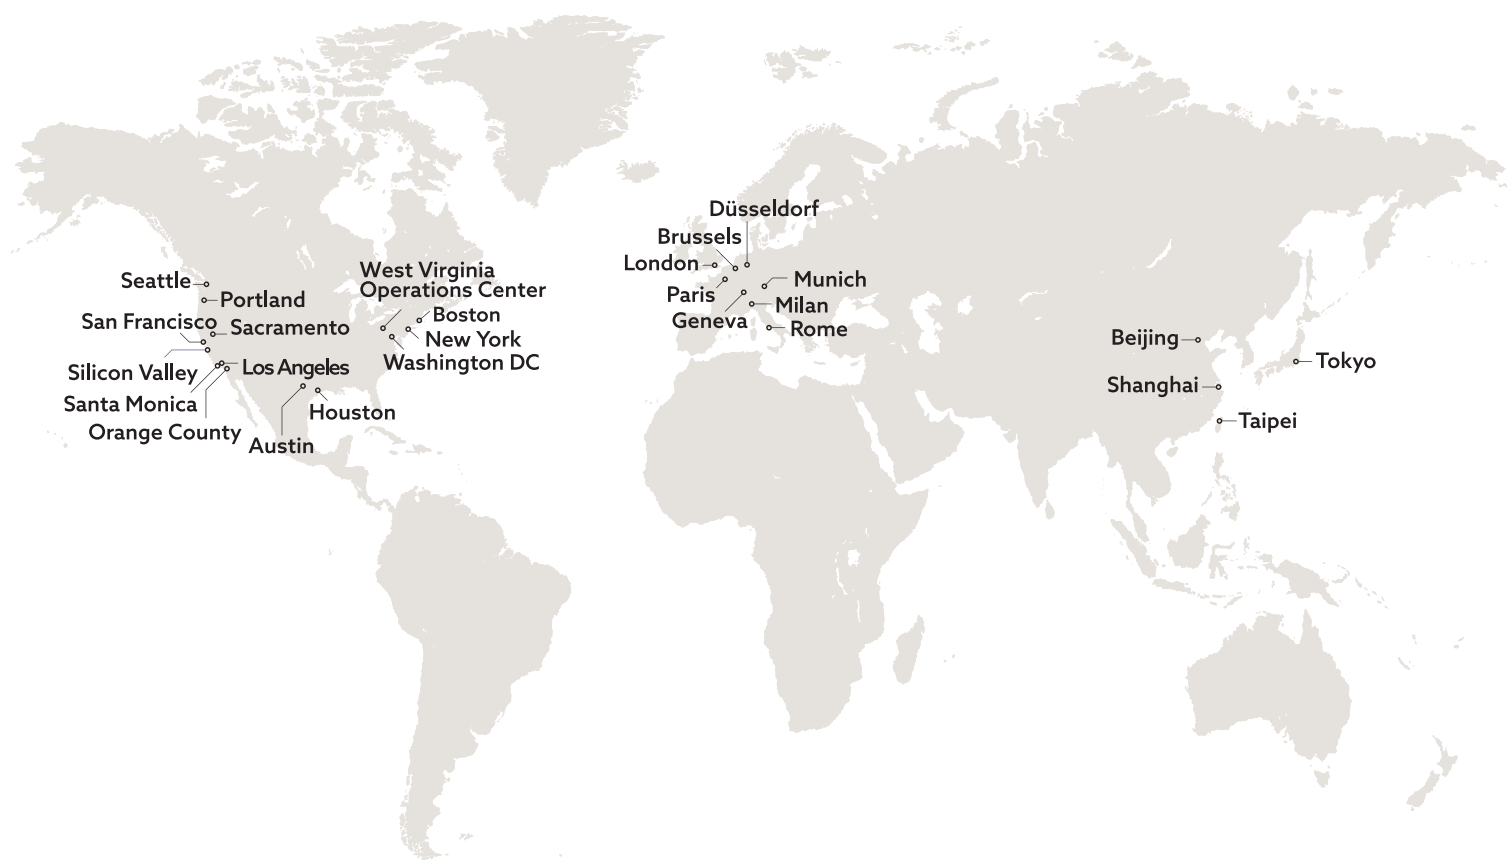 Düsseldorf
Brussels
London
Paris
Geneva
Munich
Milan
Rome
Seattle
Portland
San Francisco
Sacramento
Silicon Valley
Los Angeles
Santa Monica
Orange County
Austin
Houston
West Virginia
Operations Center
Boston
New York
Washington DC
Beijing
Tokyo
Shanghai
Taipei